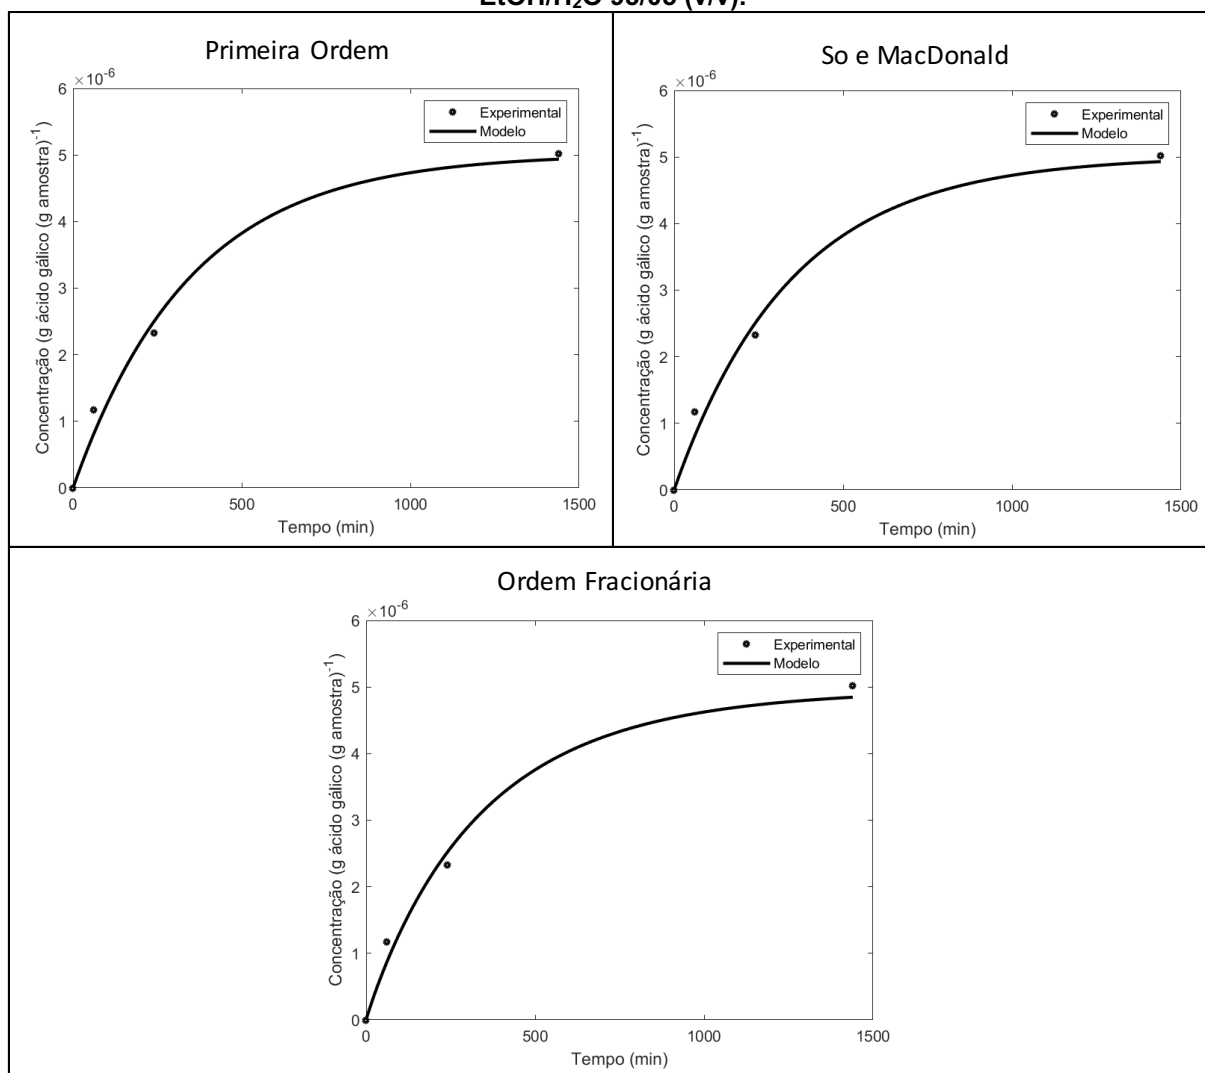 EtOH/H₂O 95/05 (v/v).
Primeira Ordem
×10⁻⁶
6
5
4
3
2
1
0
0
500
1000
1500
Concentração (g ácido gálico (g amostra)⁻¹)
Tempo (min)
Experimental
Modelo
So e MacDonald
×10⁻⁶
6
5
4
3
2
1
0
0
500
1000
1500
Concentração (g ácido gálico (g amostra)⁻¹)
Tempo (min)
Experimental
Modelo
Ordem Fracionária
×10⁻⁶
6
5
4
3
2
1
0
0
500
1000
1500
Concentração (g ácido gálico (g amostra)⁻¹)
Tempo (min)
Experimental
Modelo